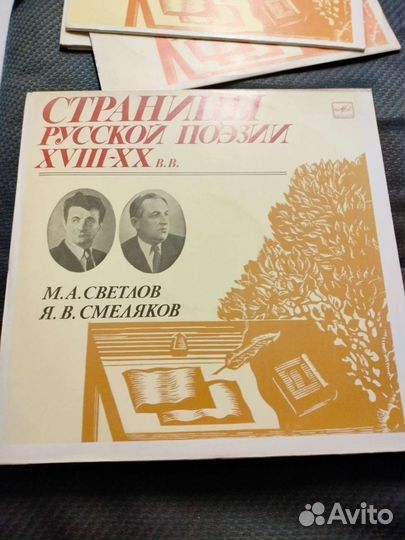 СТРАНИЦЫ
РУССКОЙ ПОЭЗИИ
XVIII-XX В.В.
М.А.СВЕТЛОВ
Я.В.СМЕЛЯКОВ
Avito